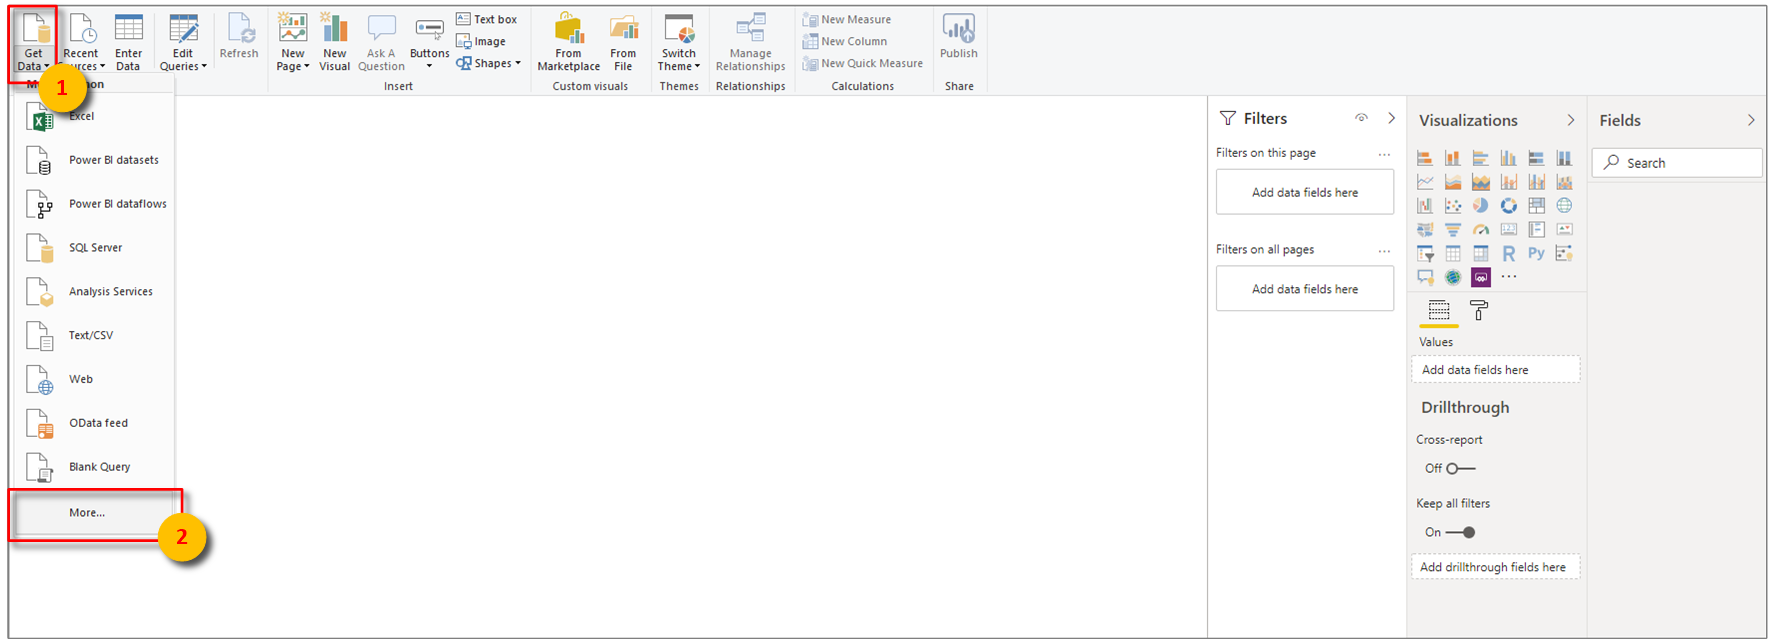 Get
Data
Recent
Enter
Data
Edit
Queries
Refresh
New
Page
New
Visual
Ask A
Question
Buttons
Text box
Image
Shapes
Insert
From
Marketplace
From
File
Custom visuals
Switch
Theme
Themes
Manage
Relationships
Relationships
New Measure
New Column
New Quick Measure
Calculations
Publish
Share
1
Excel
Power BI datasets
Power BI dataflows
SQL Server
Analysis Services
Text/CSV
Web
OData feed
Blank Query
More...
2
Filters
Filters on this page
...
Add data fields here
Filters on all pages
...
Add data fields here
Visualizations
123
R
Py
...
Values
Add data fields here
Drillthrough
Cross-report
Off
Keep all filters
On
Add drillthrough fields here
Fields
Search